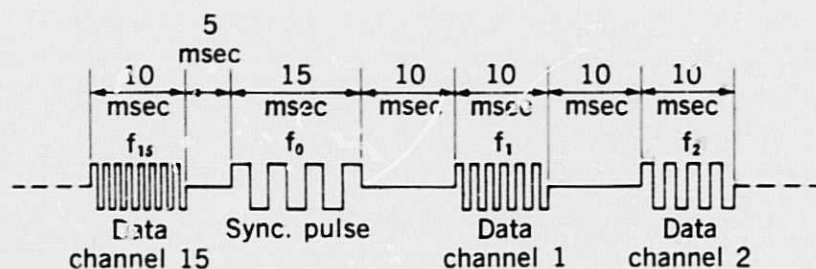 5
msec
10 15 10 10 10 10
msec msec msec msec msec msec
f₁₅ f₀ f₁ f₂
Data Sync. pulse Data Data
channel 15 channel 1 channel 2